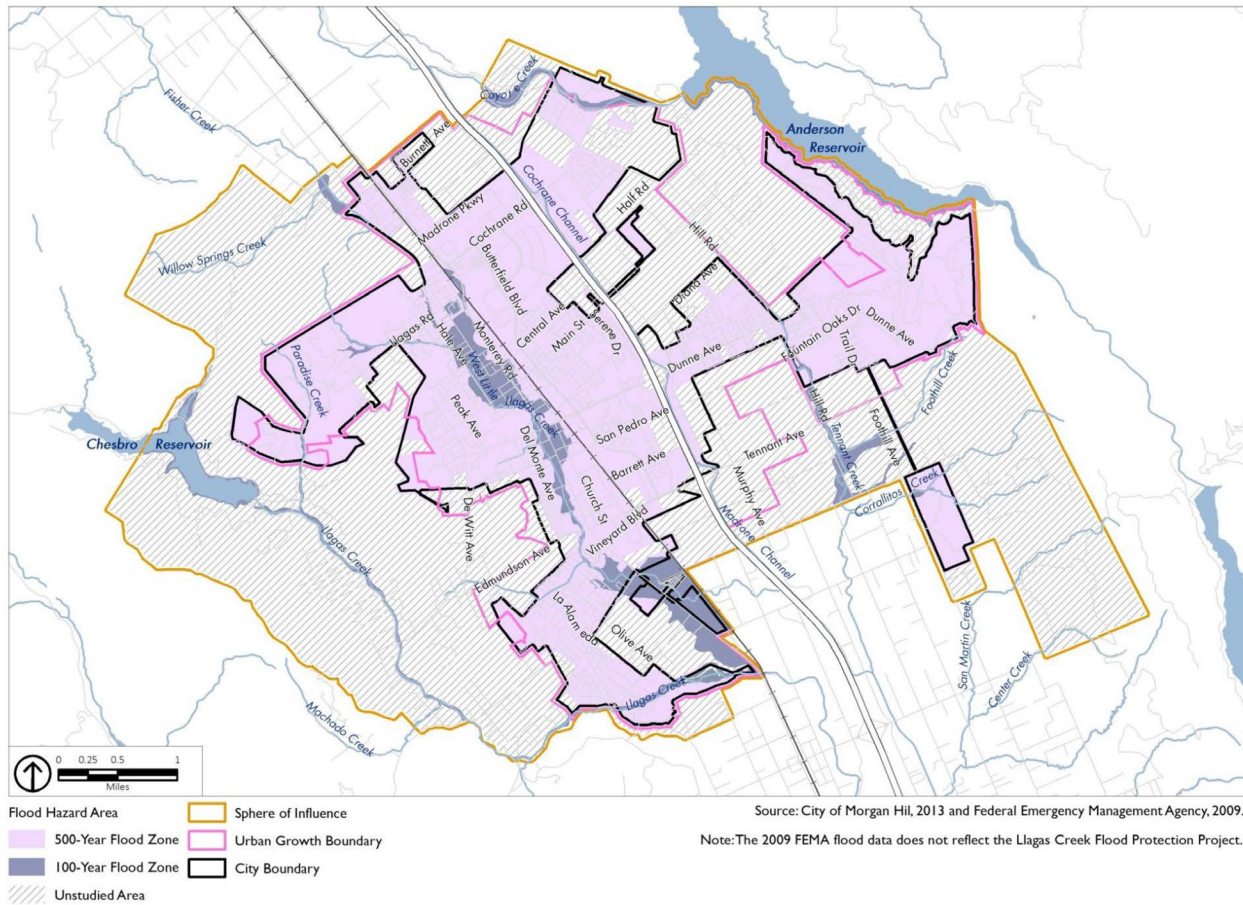 Coyote Creek
Fisher Creek
Burnett Ave
Anderson
Reservoir
Cochrane Channel
Half Rd
Madrone Pkwy
Cochrane Rd
Hill Rd
Willow Springs Creek
Butterfield Blvd
Diana Ave
Central Ave
Main St
Serene Dr
Llagas Rd
Hale Ave
Monterey Rd
Fountain Oaks Dr
Dunne Ave
Trail Dr
Dunne Ave
Paradise Creek
West Little Llagas Creek
Foothill Creek
Peak Ave
San Pedro Ave
Hill Rd
Tennant Creek
Foothill Ave
Chesbro Reservoir
Del Monte Ave
Tennant Ave
Barrett Ave
Church St
Murphy Ave
Corrallitos Creek
De Witt Ave
Vineyard Blvd
Madrone Channel
Llagas Creek
Edmundson Ave
La Alameda
Olive Ave
San Martin Creek
Center Creek
Llagas Creek
Machado Creek
0 0.25 0.5 1
Miles
Flood Hazard Area
500-Year Flood Zone
100-Year Flood Zone
Unstudied Area
Sphere of Influence
Urban Growth Boundary
City Boundary
Source: City of Morgan Hil, 2013 and Federal Emergency Management Agency, 2009.
Note: The 2009 FEMA flood data does not reflect the Llagas Creek Flood Protection Project.